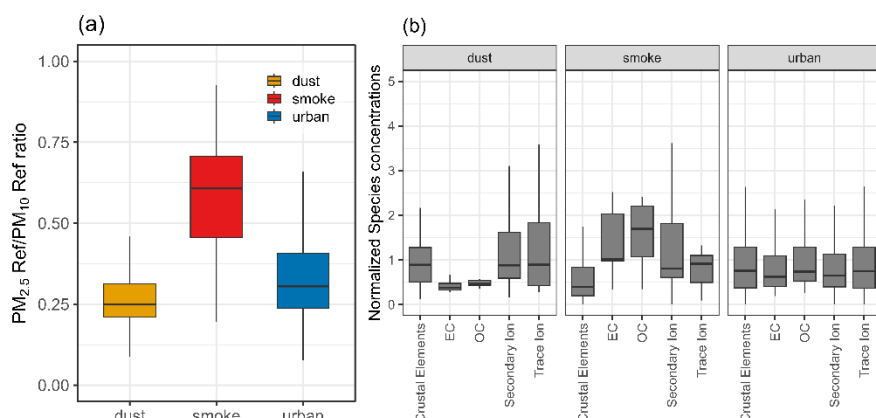 (a)
PM2.5 Ref/PM10 Ref ratio
1.00
0.75
0.50
0.25
0.00
dust
smoke
urban
dust smoke urban
(b)
Normalized Species concentrations
dust smoke urban
5
4
3
2
1
0
Crustal Elements EC OC Secondary Ion Trace Ion
Crustal Elements EC OC Secondary Ion Trace Ion
Crustal Elements EC OC Secondary Ion Trace Ion